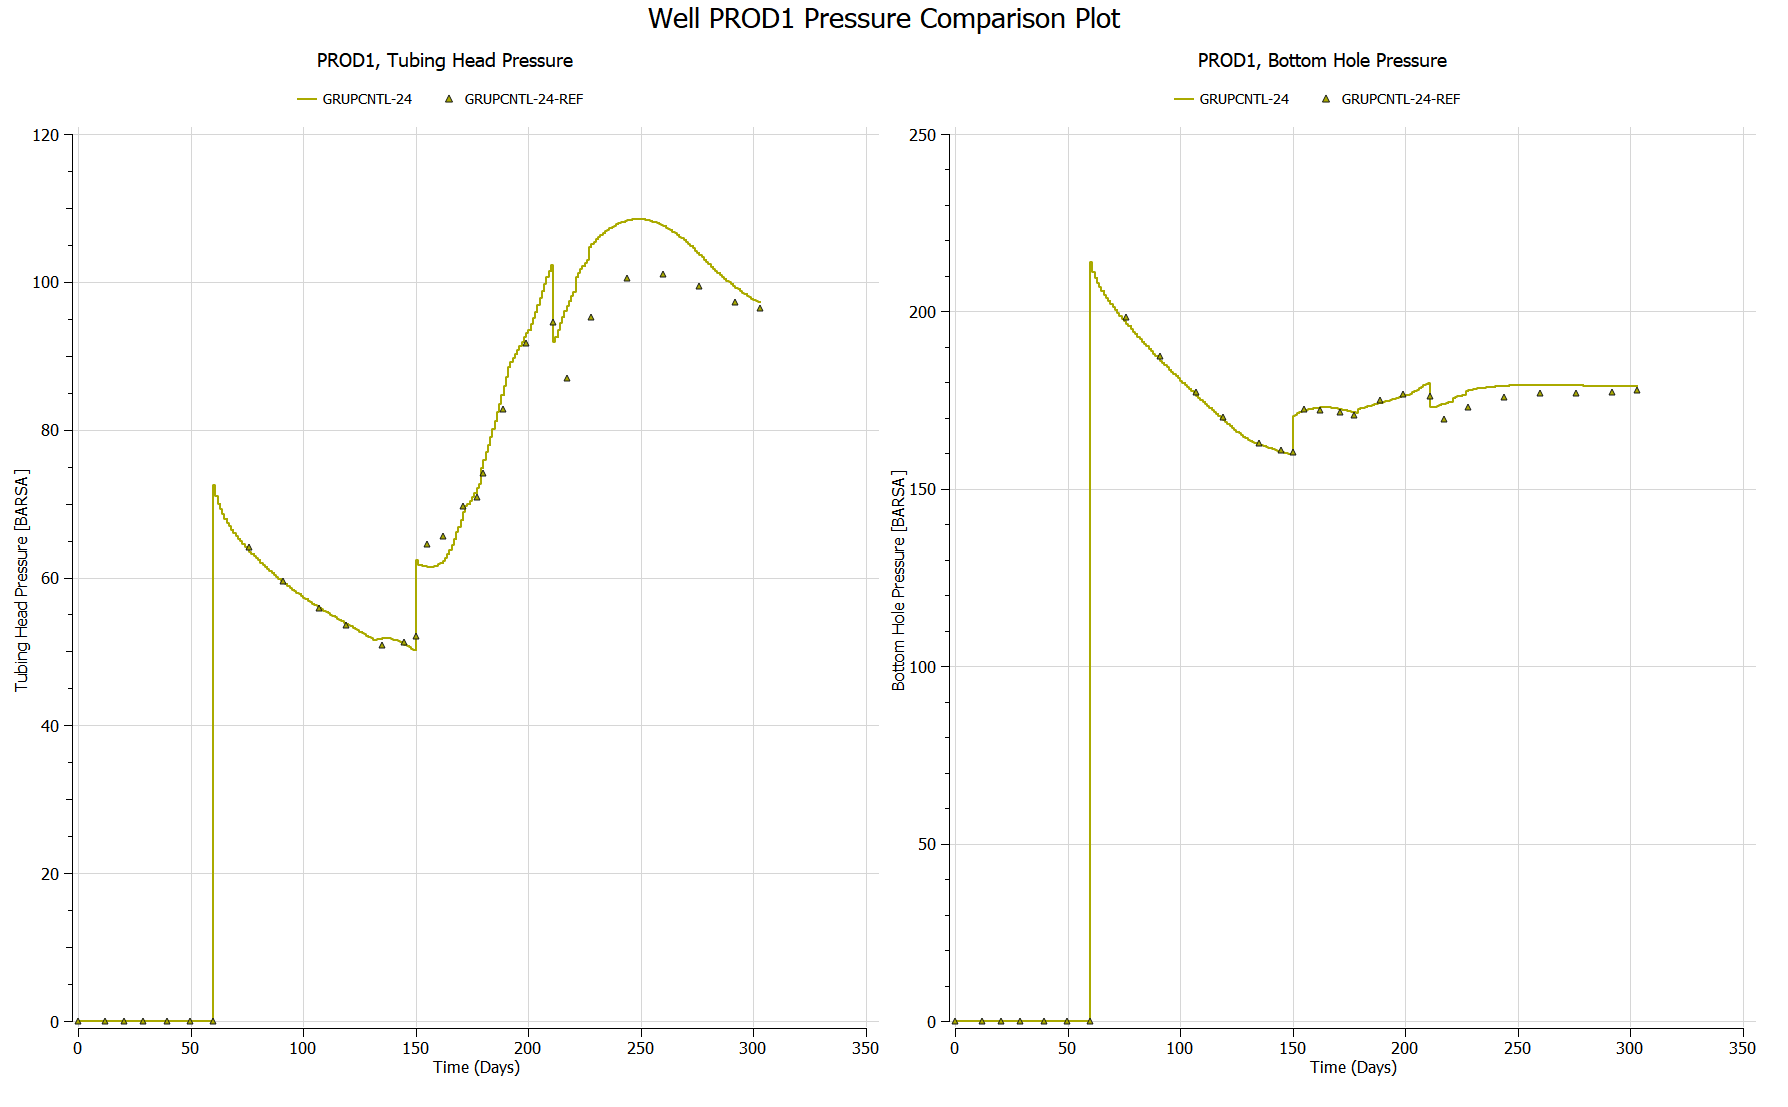 Well PROD1 Pressure Comparison Plot
PROD1, Tubing Head Pressure
GRUPCNTL-24 GRUPCNTL-24-REF
120
100
80
60
40
20
0
Tubing Head Pressure [BARSA]
0 50 100 150 200 250 300 350
Time (Days)
PROD1, Bottom Hole Pressure
GRUPCNTL-24 GRUPCNTL-24-REF
250
200
150
100
50
0
Bottom Hole Pressure [BARSA]
0 50 100 150 200 250 300 350
Time (Days)